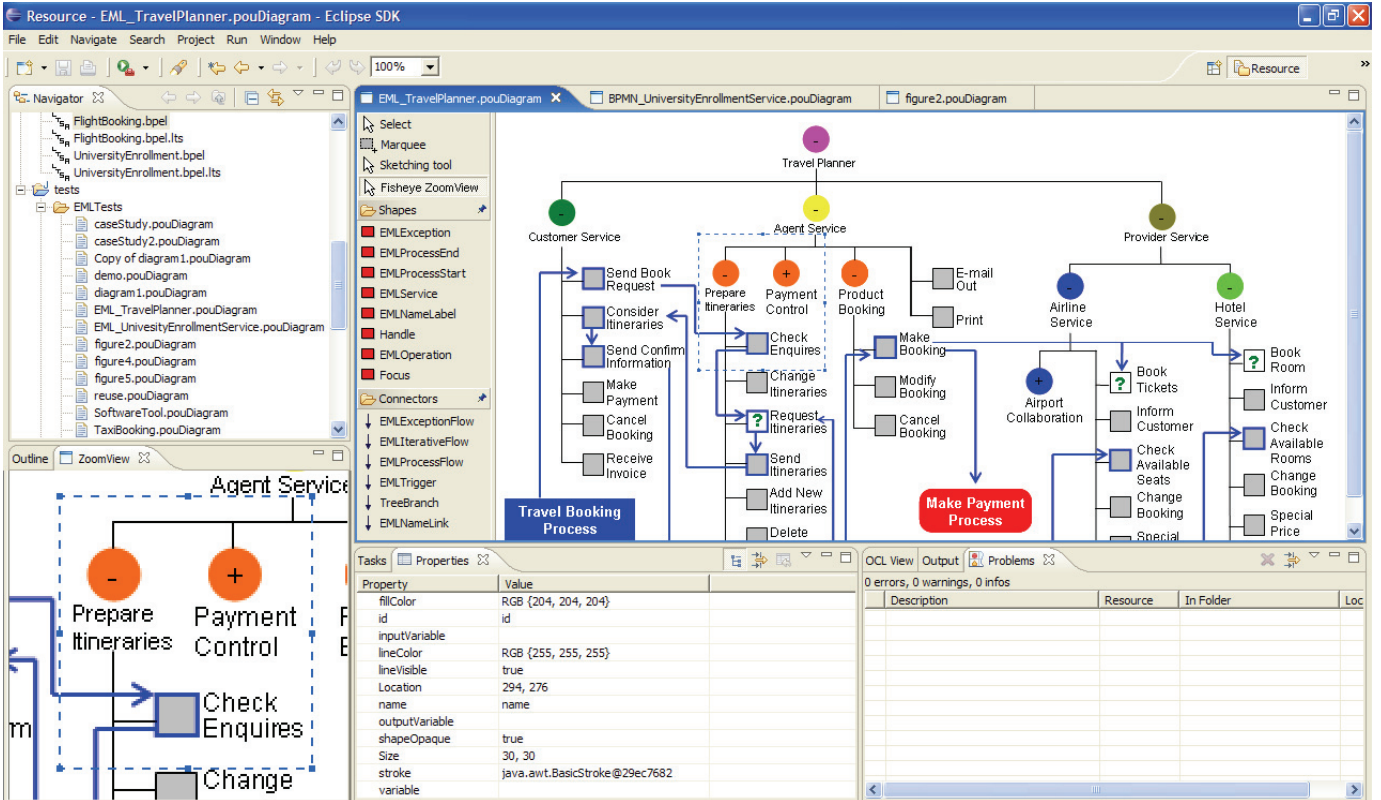 Resource - EML_TravelPlanner.pouDiagram - Eclipse SDK
File Edit Navigate Search Project Run Window Help
100%
Resource
»
Navigator
FlightBooking.bpel
FlightBooking.bpel.lts
UniversityEnrollment.bpel
UniversityEnrollment.bpel.lts
tests
EMLTests
caseStudy.pouDiagram
caseStudy2.pouDiagram
Copy of diagram1.pouDiagram
demo.pouDiagram
diagram1.pouDiagram
EML_TravelPlanner.pouDiagram
EML_UnivesityEnrollmentService.pouDiagram
figure2.pouDiagram
figure4.pouDiagram
figure5.pouDiagram
reuse.pouDiagram
SoftwareTool.pouDiagram
TaxiBooking.pouDiagram
Outline ZoomView
Agent Service
-
+
Prepare
Itineraries
Payment
Control
Check
Enquires
m
Change
EML_TravelPlanner.pouDiagram
BPMN_UniversityEnrollmentService.pouDiagram
figure2.pouDiagram
Select
Marquee
Sketching tool
Fisheye ZoomView
Shapes
EMLException
EMLProcessEnd
EMLProcessStart
EMLService
EMLNameLabel
Handle
EMLOperation
Focus
Connectors
EMLExceptionFlow
EMLIterativeFlow
EMLProcessFlow
EMLTrigger
TreeBranch
EMLNameLink
-
Travel Planner
-
Customer Service
-
Agent Service
-
Provider Service
Send Book
Request
Consider
Itineraries
Send Confirm
Information
Make
Payment
Cancel
Booking
Receive
Invoice
Travel Booking
Process
-
Prepare
Itineraries
+
Payment
Control
-
Product
Booking
E-mail
Out
Print
Check
Enquires
Change
Itineraries
?
Request
Itineraries
Send
Itineraries
Add New
Itineraries
Delete
Make
Booking
Modify
Booking
Cancel
Booking
Make Payment
Process
-
Airline
Service
-
Hotel
Service
+
Airport
Collaboration
?
Book
Tickets
Inform
Customer
Check
Available
Seats
Change
Booking
Special
?
Book
Room
Inform
Customer
Check
Available
Rooms
Change
Booking
Special
Price
Tasks Properties
Property Value
fillColor RGB {204, 204, 204}
id id
inputVariable
lineColor RGB {255, 255, 255}
lineVisible true
Location 294, 276
name name
outputVariable
shapeOpaque true
Size 30, 30
stroke java.awt.BasicStroke@29ec7682
variable
OCL View Output Problems
0 errors, 0 warnings, 0 infos
Description Resource In Folder Loc